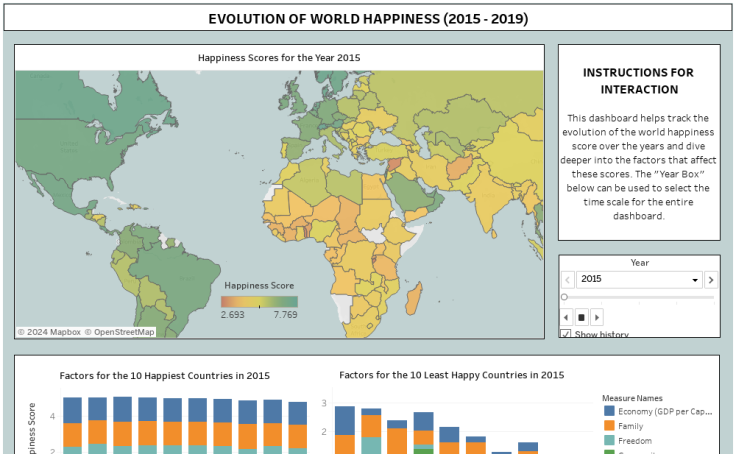 EVOLUTION OF WORLD HAPPINESS (2015 - 2019)
Happiness Scores for the Year 2015
Happiness Score
2.693 7.769
© 2024 Mapbox © OpenStreetMap
INSTRUCTIONS FOR
INTERACTION
This dashboard helps track the
evolution of the world happiness
score over the years and dive
deeper into the factors that affect
these scores. The "Year Box"
below can be used to select the
time scale for the entire
dashboard.
Year
2015
Show history
Factors for the 10 Happiest Countries in 2015
4
2
Factors for the 10 Least Happy Countries in 2015
3
2
Measure Names
Economy (GDP per Cap...
Family
Freedom